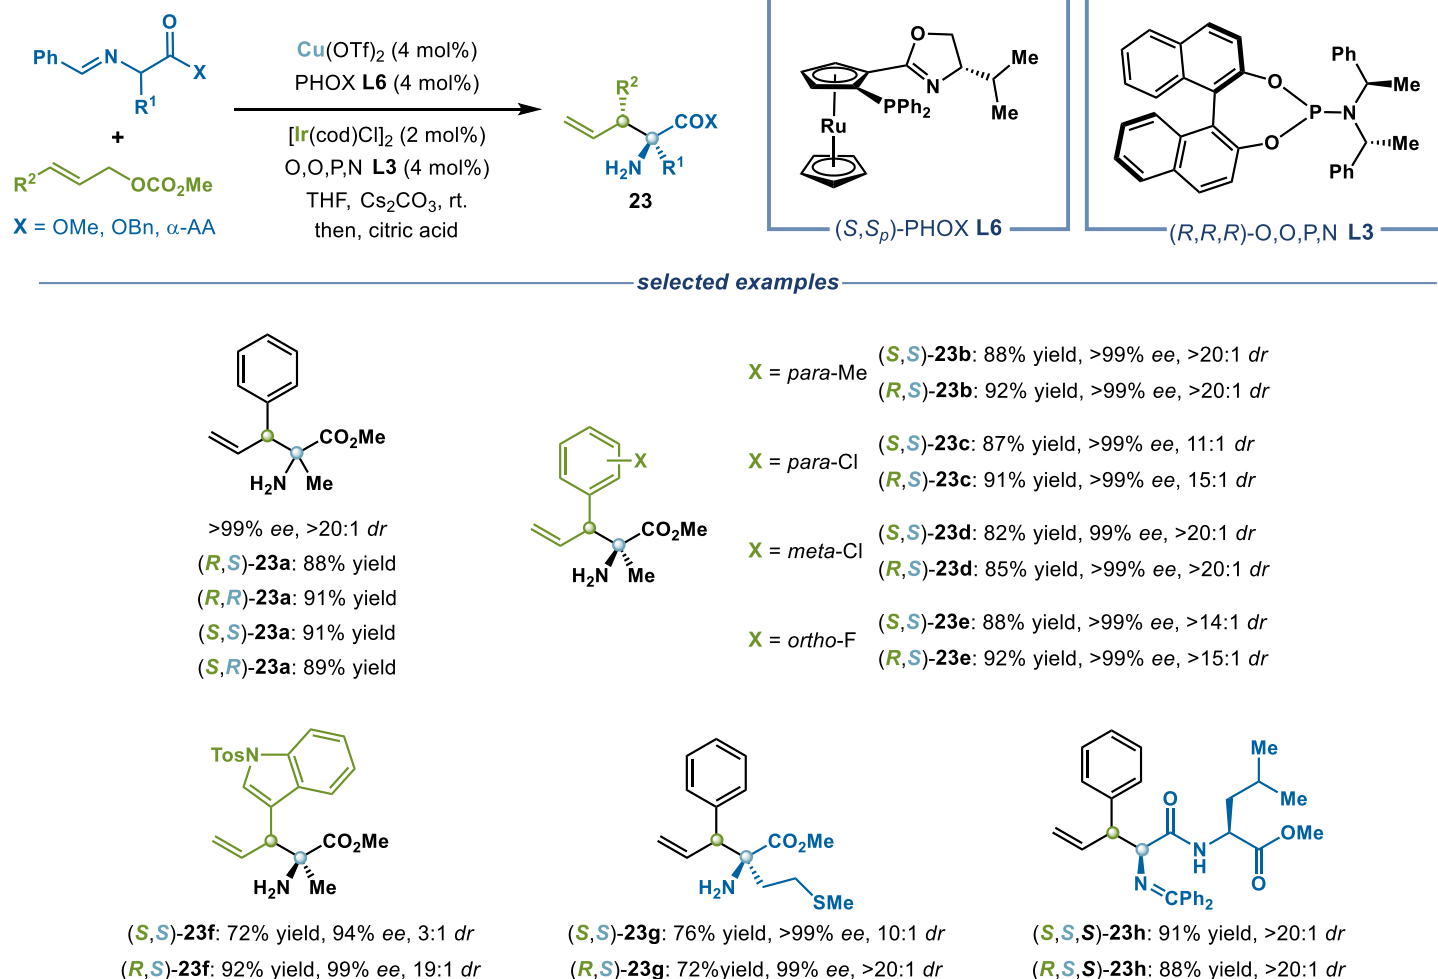 Ph
N
O
X
R¹
+
R²
OCO₂Me
X = OMe, OBn, α-AA
Cu(OTf)₂ (4 mol%)
PHOX L6 (4 mol%)
[Ir(cod)Cl]₂ (2 mol%)
O,O,P,N L3 (4 mol%)
THF, Cs₂CO₃, rt.
then, citric acid
R²
COX
H₂N
R¹
23
O
N
Me
Me
PPh₂
Ru
(S,Sₚ)-PHOX L6
O
O
P
N
Ph
Me
Me
Ph
(R,R,R)-O,O,P,N L3
selected examples
CO₂Me
H₂N Me
>99% ee, >20:1 dr
(R,S)-23a: 88% yield
(R,R)-23a: 91% yield
(S,S)-23a: 91% yield
(S,R)-23a: 89% yield
X
CO₂Me
H₂N Me
X = para-Me
(S,S)-23b: 88% yield, >99% ee, >20:1 dr
(R,S)-23b: 92% yield, >99% ee, >20:1 dr
X = para-Cl
(S,S)-23c: 87% yield, >99% ee, 11:1 dr
(R,S)-23c: 91% yield, >99% ee, 15:1 dr
X = meta-Cl
(S,S)-23d: 82% yield, 99% ee, >20:1 dr
(R,S)-23d: 85% yield, >99% ee, >20:1 dr
X = ortho-F
(S,S)-23e: 88% yield, >99% ee, >14:1 dr
(R,S)-23e: 92% yield, >99% ee, >15:1 dr
TosN
CO₂Me
H₂N Me
(S,S)-23f: 72% yield, 94% ee, 3:1 dr
(R,S)-23f: 92% yield, 99% ee, 19:1 dr
CO₂Me
H₂N
SMe
(S,S)-23g: 76% yield, >99% ee, 10:1 dr
(R,S)-23g: 72%yield, 99% ee, >20:1 dr
Me
Me
O
N
H
OMe
O
N
CPh₂
(S,S,S)-23h: 91% yield, >20:1 dr
(R,S,S)-23h: 88% yield, >20:1 dr